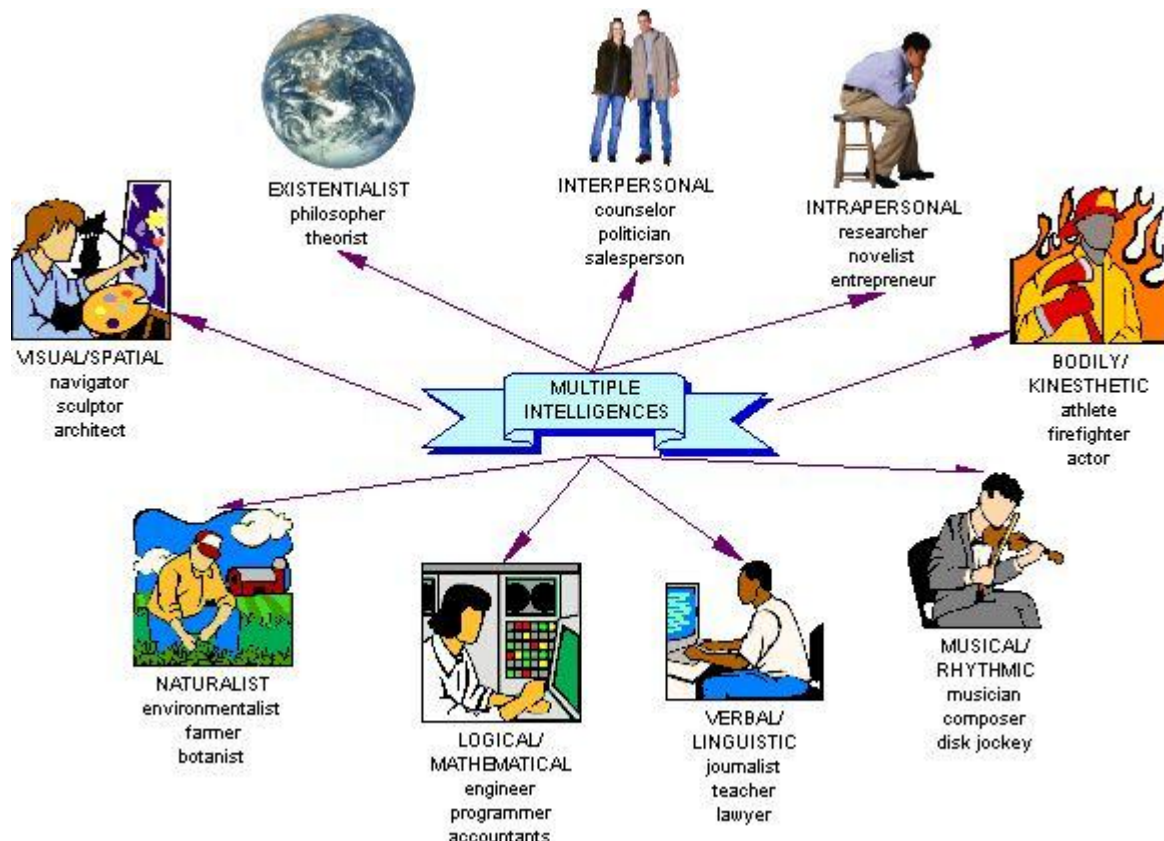 EXISTENTIALIST
philosopher
theorist
INTERPERSONAL
counselor
politician
salesperson
INTRAPERSONAL
researcher
novelist
entrepreneur
VISUAL/SPATIAL
navigator
sculptor
architect
MULTIPLE
INTELLIGENCES
BODILY/
KINESTHETIC
athlete
firefighter
actor
NATURALIST
environmentalist
farmer
botanist
LOGICAL/
MATHEMATICAL
engineer
programmer
accountants
VERBAL/
LINGUISTIC
journalist
teacher
lawyer
MUSICAL/
RHYTHMIC
musician
composer
disk jockey